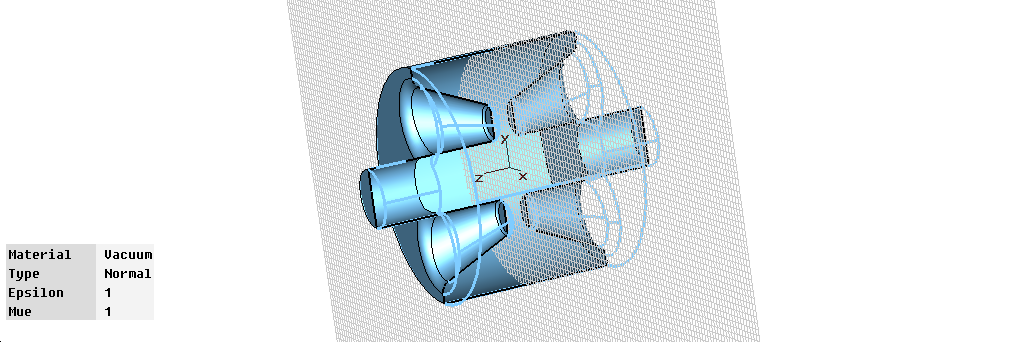 Y
Z X
Material Vacuum
Type Normal
Epsilon 1
Mue 1